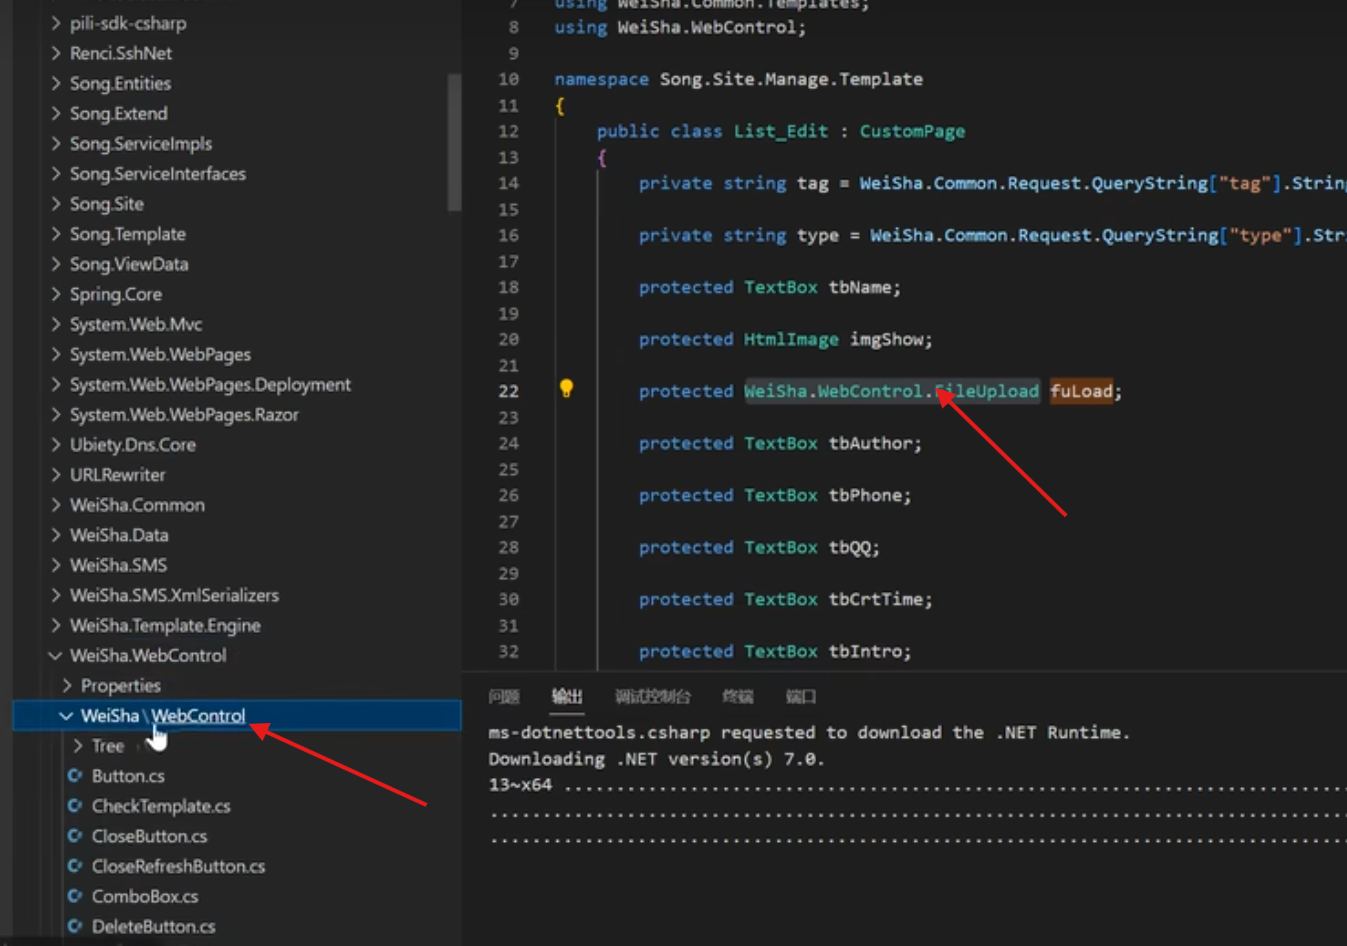 pili-sdk-csharp
Renci.SshNet
Song.Entities
Song.Extend
Song.ServiceImpls
Song.ServiceInterfaces
Song.Site
Song.Template
Song.ViewData
Spring.Core
System.Web.Mvc
System.Web.WebPages
System.Web.WebPages.Deployment
System.Web.WebPages.Razor
Ubiety.Dns.Core
URLRewriter
WeiSha.Common
WeiSha.Data
WeiSha.SMS
WeiSha.SMS.XmlSerializers
WeiSha.Template.Engine
WeiSha.WebControl
Properties
WeiSha\WebControl
Tree
Button.cs
CheckTemplate.cs
CloseButton.cs
CloseRefreshButton.cs
ComboBox.cs
DeleteButton.cs
7 using WeiSha.Common.Templates;
8 using WeiSha.WebControl;
9
10 namespace Song.Site.Manage.Template
11 {
12 public class List_Edit : CustomPage
13 {
14 private string tag = WeiSha.Common.Request.QueryString["tag"].String
15
16 private string type = WeiSha.Common.Request.QueryString["type"].Str
17
18 protected TextBox tbName;
19
20 protected HtmlImage imgShow;
21
22 protected WeiSha.WebControl.FileUpload fuLoad;
23
24 protected TextBox tbAuthor;
25
26 protected TextBox tbPhone;
27
28 protected TextBox tbQQ;
29
30 protected TextBox tbCrtTime;
31
32 protected TextBox tbIntro;
问题 输出 调试控制台 终端 端口
ms-dotnettools.csharp requested to download the .NET Runtime.
Downloading .NET version(s) 7.0.
13~x64 ........................................................................
................................................................................
................................................................................